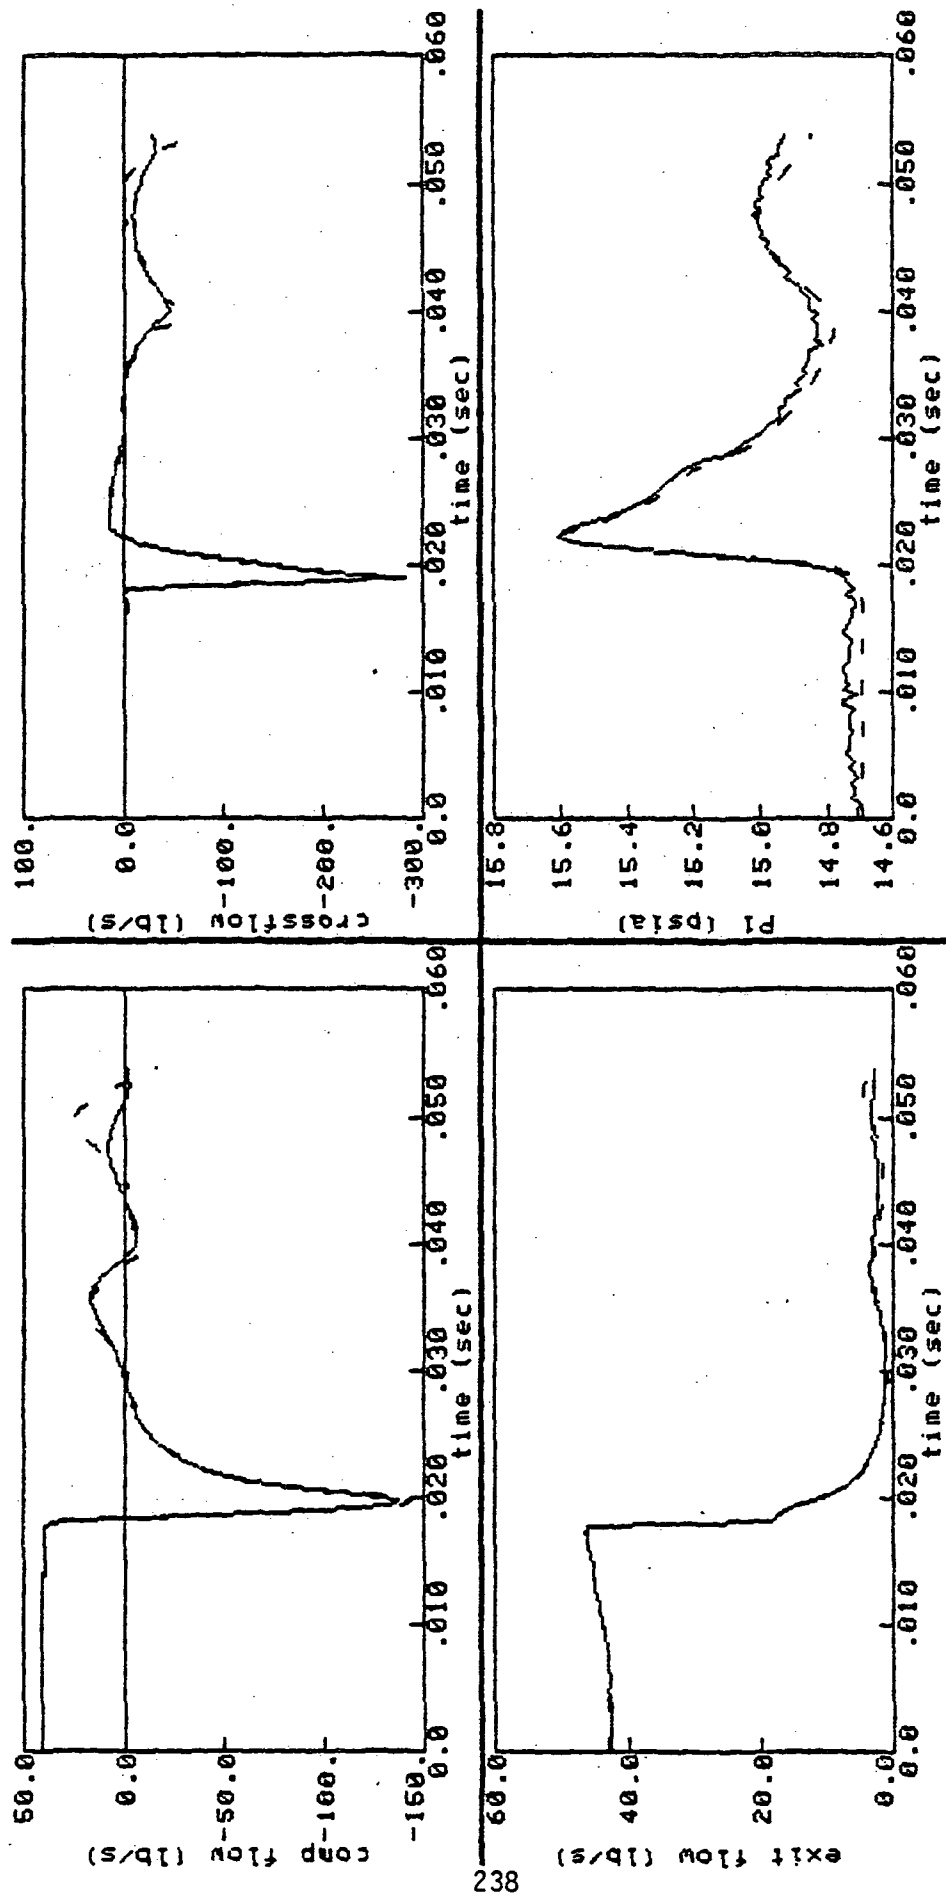 50.0
0.0
-50.0
-100.
-150.
comp flow (lb/s)
0.0 .010 .020 .030 .040 .050 .060
time (sec)
100.
0.0
-100.
-200.
-300.
crossflow (lb/s)
0.0 .010 .020 .030 .040 .050 .060
time (sec)
60.0
40.0
20.0
0.0
exit flow (lb/s)
0.0 .010 .020 .030 .040 .050 .060
time (sec)
15.8
15.6
15.4
15.2
15.0
14.8
14.6
P1 (psia)
0.0 .010 .020 .030 .040 .050 .060
time (sec)
238